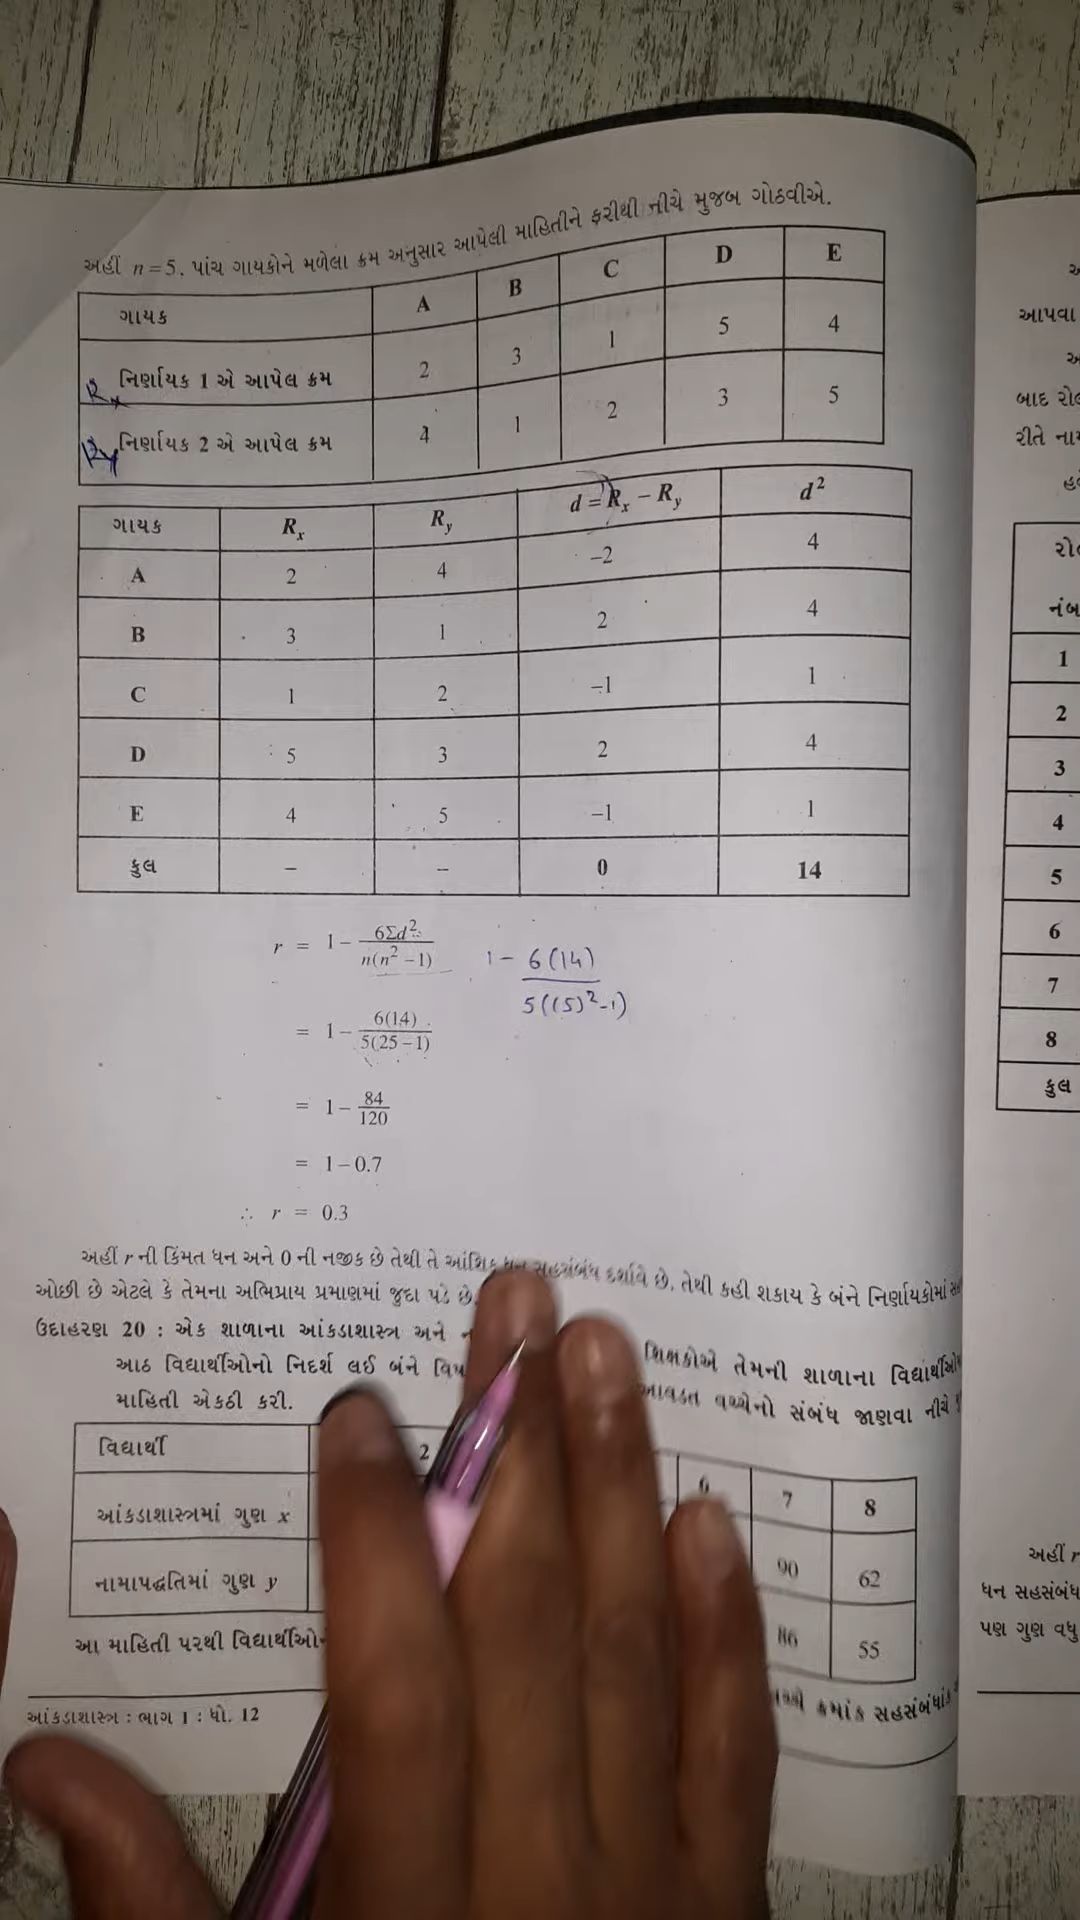 અહીં n = 5. પાંચ ગાયકોને મળેલા ક્રમ અનુસાર આપેલી માહિતીને ફરીથી નીચે મુજબ ગોઠવીએ.
ગાયક A B C D E
Rx નિર્ણાયક 1 એ આપેલ ક્રમ 2 3 1 5 4
Ry નિર્ણાયક 2 એ આપેલ ક્રમ 4 1 2 3 5
ગાયક Rx Ry d = Rx – Ry d²
A 2 4 –2 4
B 3 1 2 4
C 1 2 –1 1
D 5 3 2 4
E 4 5 –1 1
કુલ – – 0 14
r = 1 – 6Σd² / n(n² – 1) 1 – 6(14) / 5((5)² – 1)
= 1 – 6(14) / 5(25 – 1)
= 1 – 84 / 120
= 1 – 0.7
∴ r = 0.3
અહીં r ની કિંમત ધન અને 0 ની નજીક છે તેથી તે આંશિક ધન સહસંબંધ દર્શાવે છે. તેથી કહી શકાય કે બંને નિર્ણાયકોમાં
ઓછી છે એટલે કે તેમના અભિપ્રાય પ્રમાણમાં જુદા પડે છે.
ઉદાહરણ 20 : એક શાળાના આંકડાશાસ્ત્ર અને શિક્ષકોએ તેમની શાળાના
આઠ વિદ્યાર્થીઓનો નિદર્શ લઈ બંને વચ્ચેનો સંબંધ જાણવા નીચે
માહિતી એકઠી કરી.
વિદ્યાર્થી 2 6 7 8
આંકડાશાસ્ત્રમાં ગુણ x 90 62
નામાપદ્ધતિમાં ગુણ y 86 55
આ માહિતી પરથી ક્રમાંક
આંકડાશાસ્ત્ર : ભાગ 1 : ધો. 12
આપવા
બાદ
રીતે
1
2
3
4
5
6
7
8
કુલ
અહીં r
ધન સહસંબંધ
પણ ગુણ વધુ